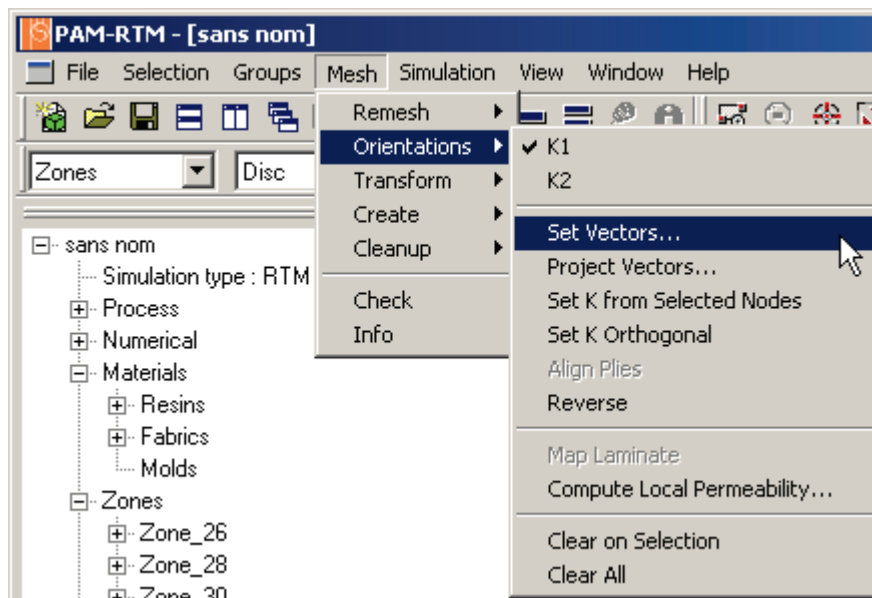 PAM-RTM - [sans nom]
File Selection Groups Mesh Simulation View Window Help
Remesh
Orientations
Transform
Create
Cleanup
Check
Info
K1
K2
Set Vectors...
Project Vectors...
Set K from Selected Nodes
Set K Orthogonal
Align Plies
Reverse
Map Laminate
Compute Local Permeability...
Clear on Selection
Clear All
Zones Disc
sans nom
Simulation type : RTM
Process
Numerical
Materials
Resins
Fabrics
Molds
Zones
Zone_26
Zone_28
Zone_30